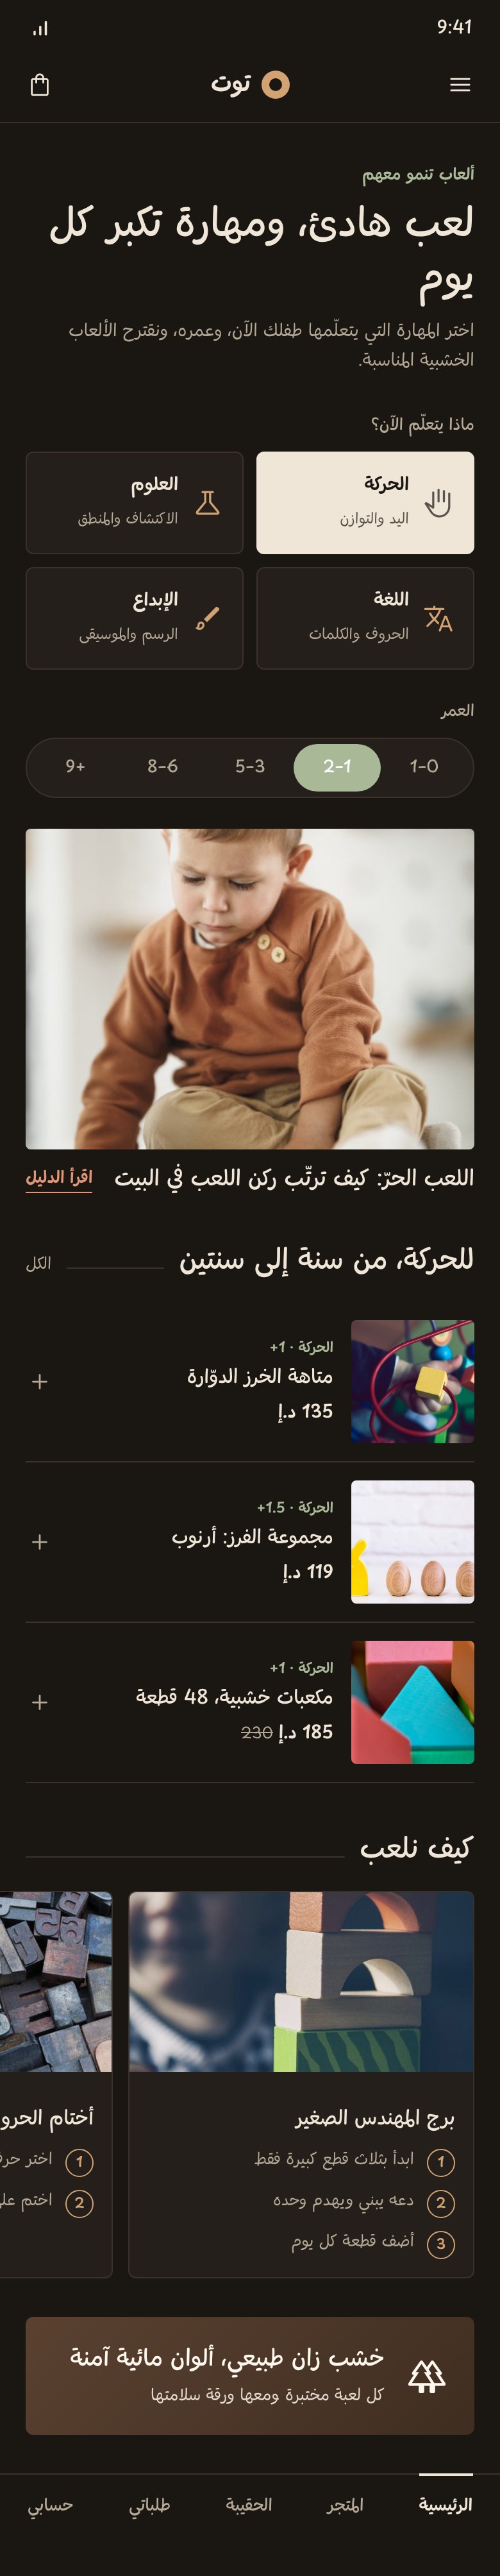 9:41
توت
ألعاب تنمو معهم
لعب هادئ، ومهارة تكبر كل
يوم
اختر المهارة التي يتعلّمها طفلك الآن، وعمره، ونقترح الألعاب
الخشبية المناسبة.
ماذا يتعلّم الآن؟
الحركة
اليد والتوازن
العلوم
الاكتشاف والمنطق
اللغة
الحروف والكلمات
الإبداع
الرسم والموسيقى
العمر
0-1
1-2
3-5
6-8
9+
اللعب الحرّ: كيف ترتّب ركن اللعب في البيت
اقرأ الدليل
للحركة، من سنة إلى سنتين
الكل
الحركة · 1+
متاهة الخرز الدوّارة
135 د.إ
الحركة · 1.5+
مجموعة الفرز: أرنوب
119 د.إ
الحركة · 1+
مكعبات خشبية، 48 قطعة
185 د.إ 230
كيف نلعب
برج المهندس الصغير
1 ابدأ بثلاث قطع كبيرة فقط
2 دعه يبني ويهدم وحده
3 أضف قطعة كل يوم
أختام الحرو
1 اختر حر
2 اختم عل
خشب زان طبيعي، ألوان مائية آمنة
كل لعبة مختبرة ومعها ورقة سلامتها
الرئيسية
المتجر
الحقيبة
طلباتي
حسابي